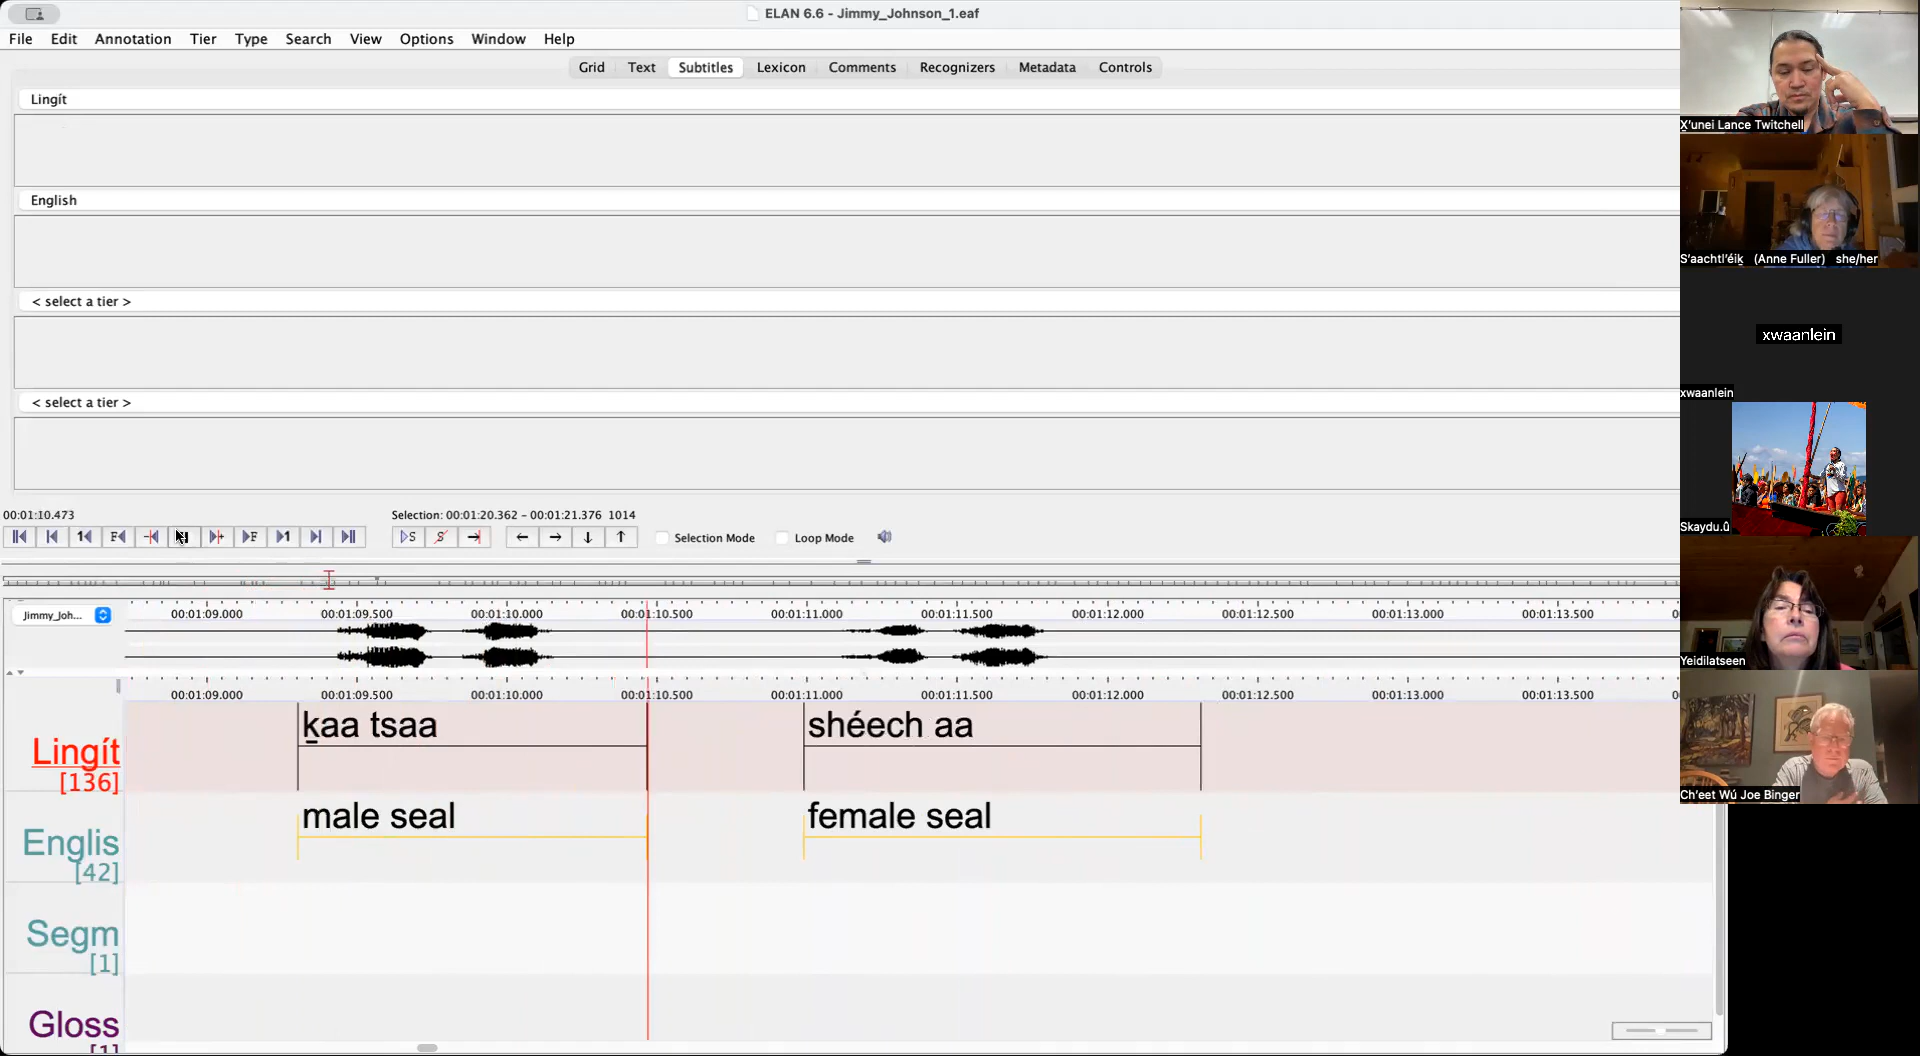 ELAN 6.6 - Jimmy_Johnson_1.eaf
File Edit Annotation Tier Type Search View Options Window Help
Grid Text Subtitles Lexicon Comments Recognizers Metadata Controls
Lingít
English
< select a tier >
< select a tier >
00:01:10.473
Selection: 00:01:20.362 - 00:01:21.376 1014
Selection Mode
Loop Mode
Jimmy_Joh...
00:01:09.000 00:01:09.500 00:01:10.000 00:01:10.500 00:01:11.000 00:01:11.500 00:01:12.000 00:01:12.500 00:01:13.000 00:01:13.500
00:01:09.000 00:01:09.500 00:01:10.000 00:01:10.500 00:01:11.000 00:01:11.500 00:01:12.000 00:01:12.500 00:01:13.000 00:01:13.500
Lingít
[136]
ḵaa tsaa
shéech aa
Englis
[42]
male seal
female seal
Segm
[1]
Gloss
[1]
X̱ʼunei Lance Twitchell
S'aachtl'éiḵ (Anne Fuller) she/her
xwaanlein
xwaanlein
Skaydu.û
Yeidilatseen
Ch'eet Wú Joe Binger